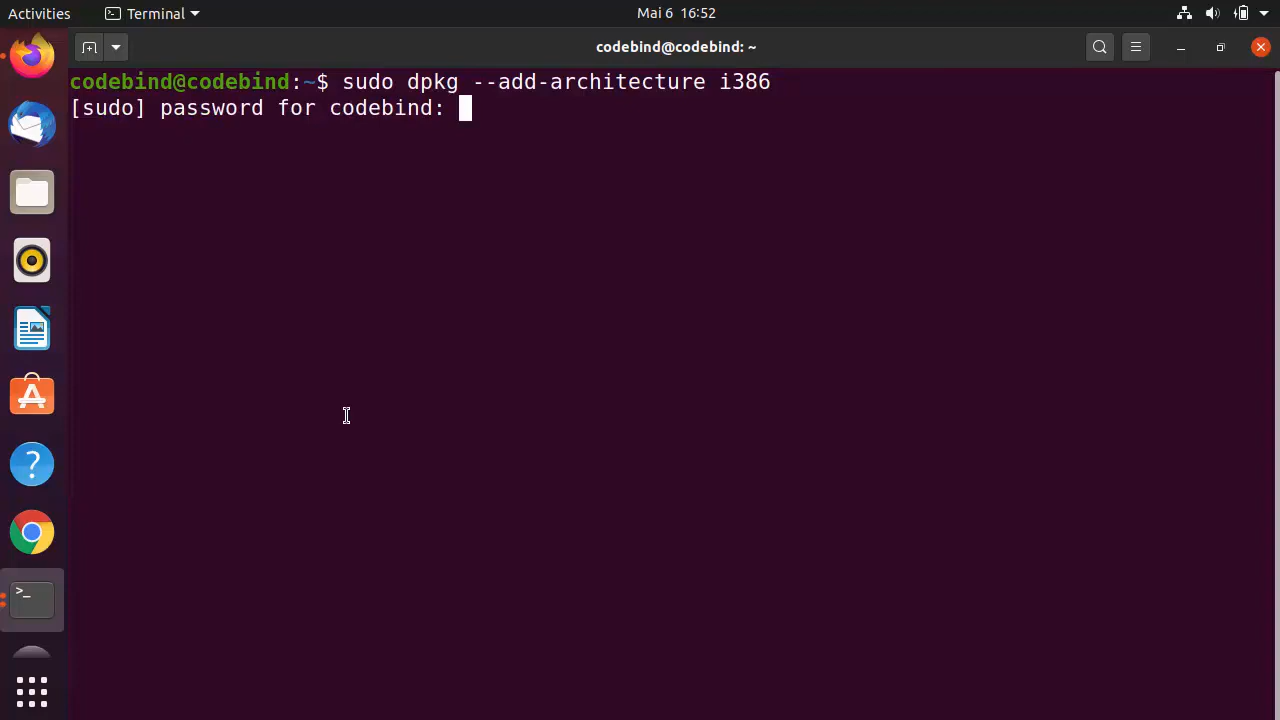 Activities
Terminal
Mai 6 16:52
codebind@codebind: ~
codebind@codebind:~$ sudo dpkg --add-architecture i386
[sudo] password for codebind:
?
>_